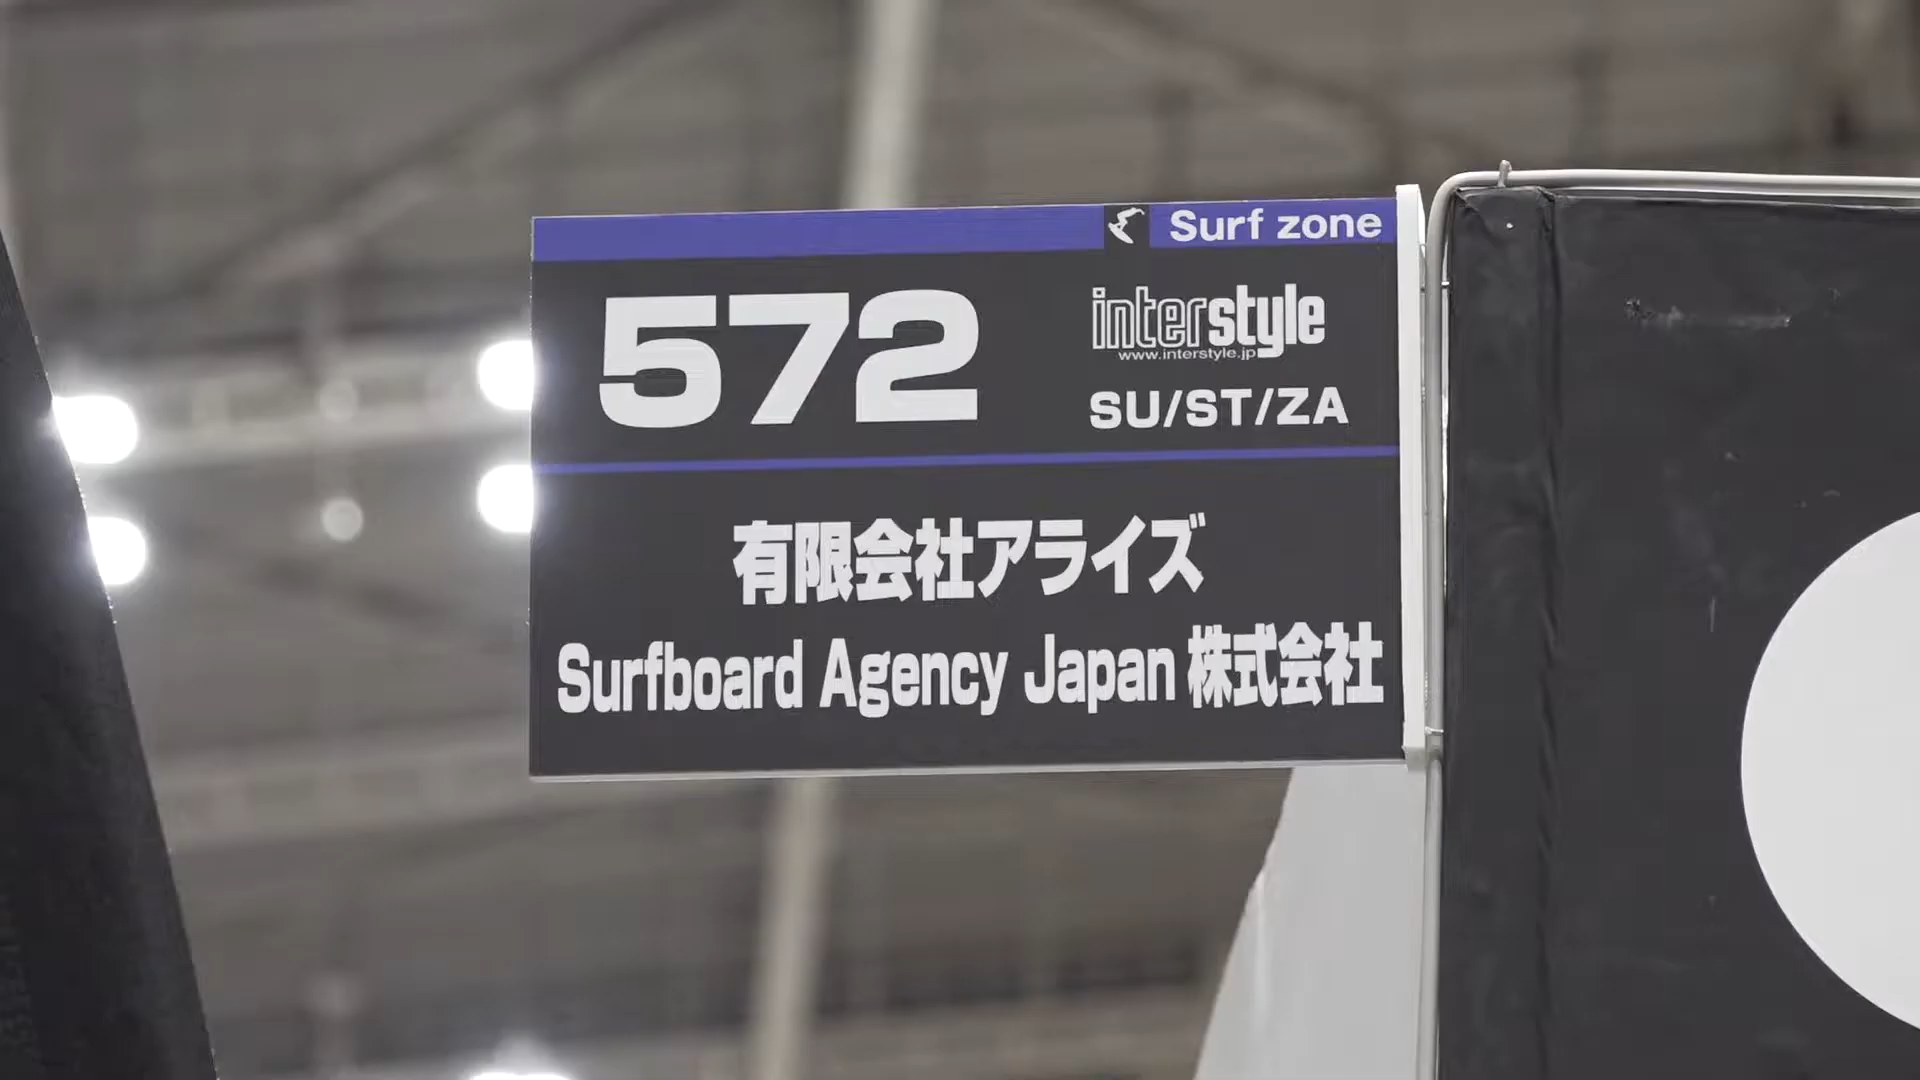 Surf zone
572
interstyle
www.interstyle.jp
SU/ST/ZA
有限会社アライズ
Surfboard Agency Japan 株式会社